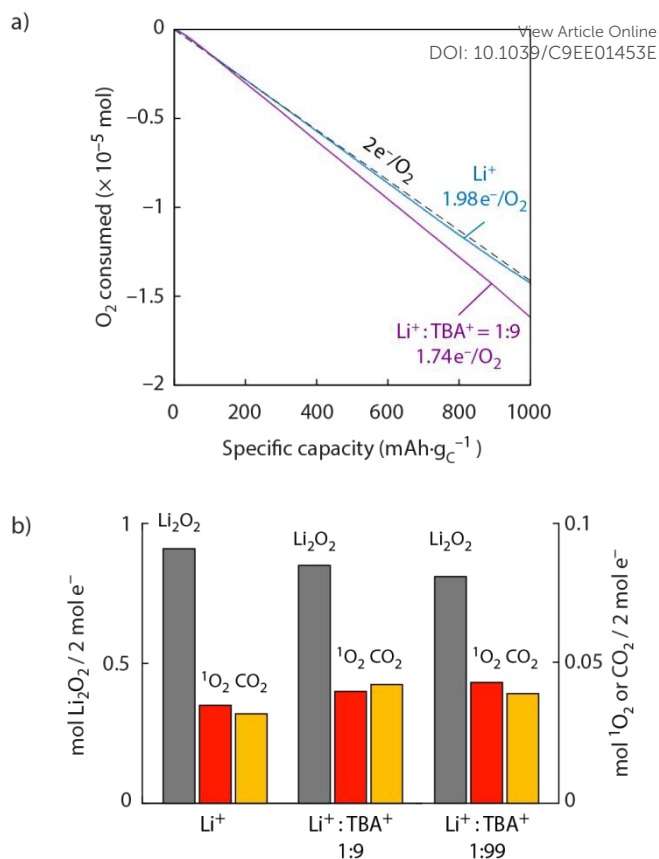 a)
View Article Online
DOI: 10.1039/C9EE01453E
O₂ consumed (× 10⁻⁵ mol)
−0
−0.5
−1
−1.5
−2
2e⁻/O₂
Li⁺
1.98e⁻/O₂
Li⁺:TBA⁺ = 1:9
1.74e⁻/O₂
0 200 400 600 800 1000
Specific capacity (mAh·g_C⁻¹)
b)
mol Li₂O₂ / 2 mol e⁻
1
0.5
0
Li₂O₂
¹O₂ CO₂
Li₂O₂
¹O₂ CO₂
Li₂O₂
¹O₂ CO₂
0.1
0.05
0
mol ¹O₂ or CO₂ / 2 mol e⁻
Li⁺
Li⁺:TBA⁺
1:9
Li⁺:TBA⁺
1:99